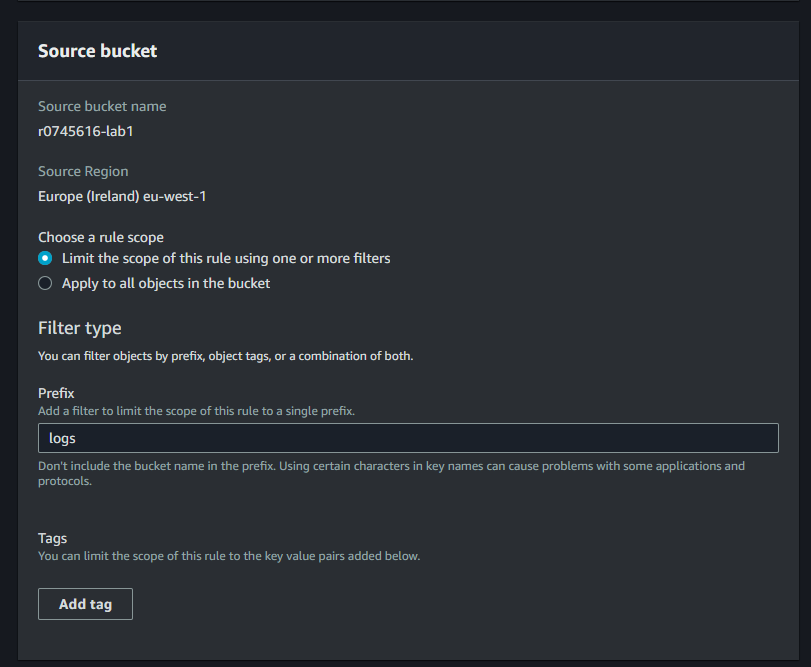 Source bucket
Source bucket name
r0745616-lab1
Source Region
Europe (Ireland) eu-west-1
Choose a rule scope
Limit the scope of this rule using one or more filters
Apply to all objects in the bucket
Filter type
You can filter objects by prefix, object tags, or a combination of both.
Prefix
Add a filter to limit the scope of this rule to a single prefix.
logs
Don't include the bucket name in the prefix. Using certain characters in key names can cause problems with some applications and
protocols.
Tags
You can limit the scope of this rule to the key value pairs added below.
Add tag